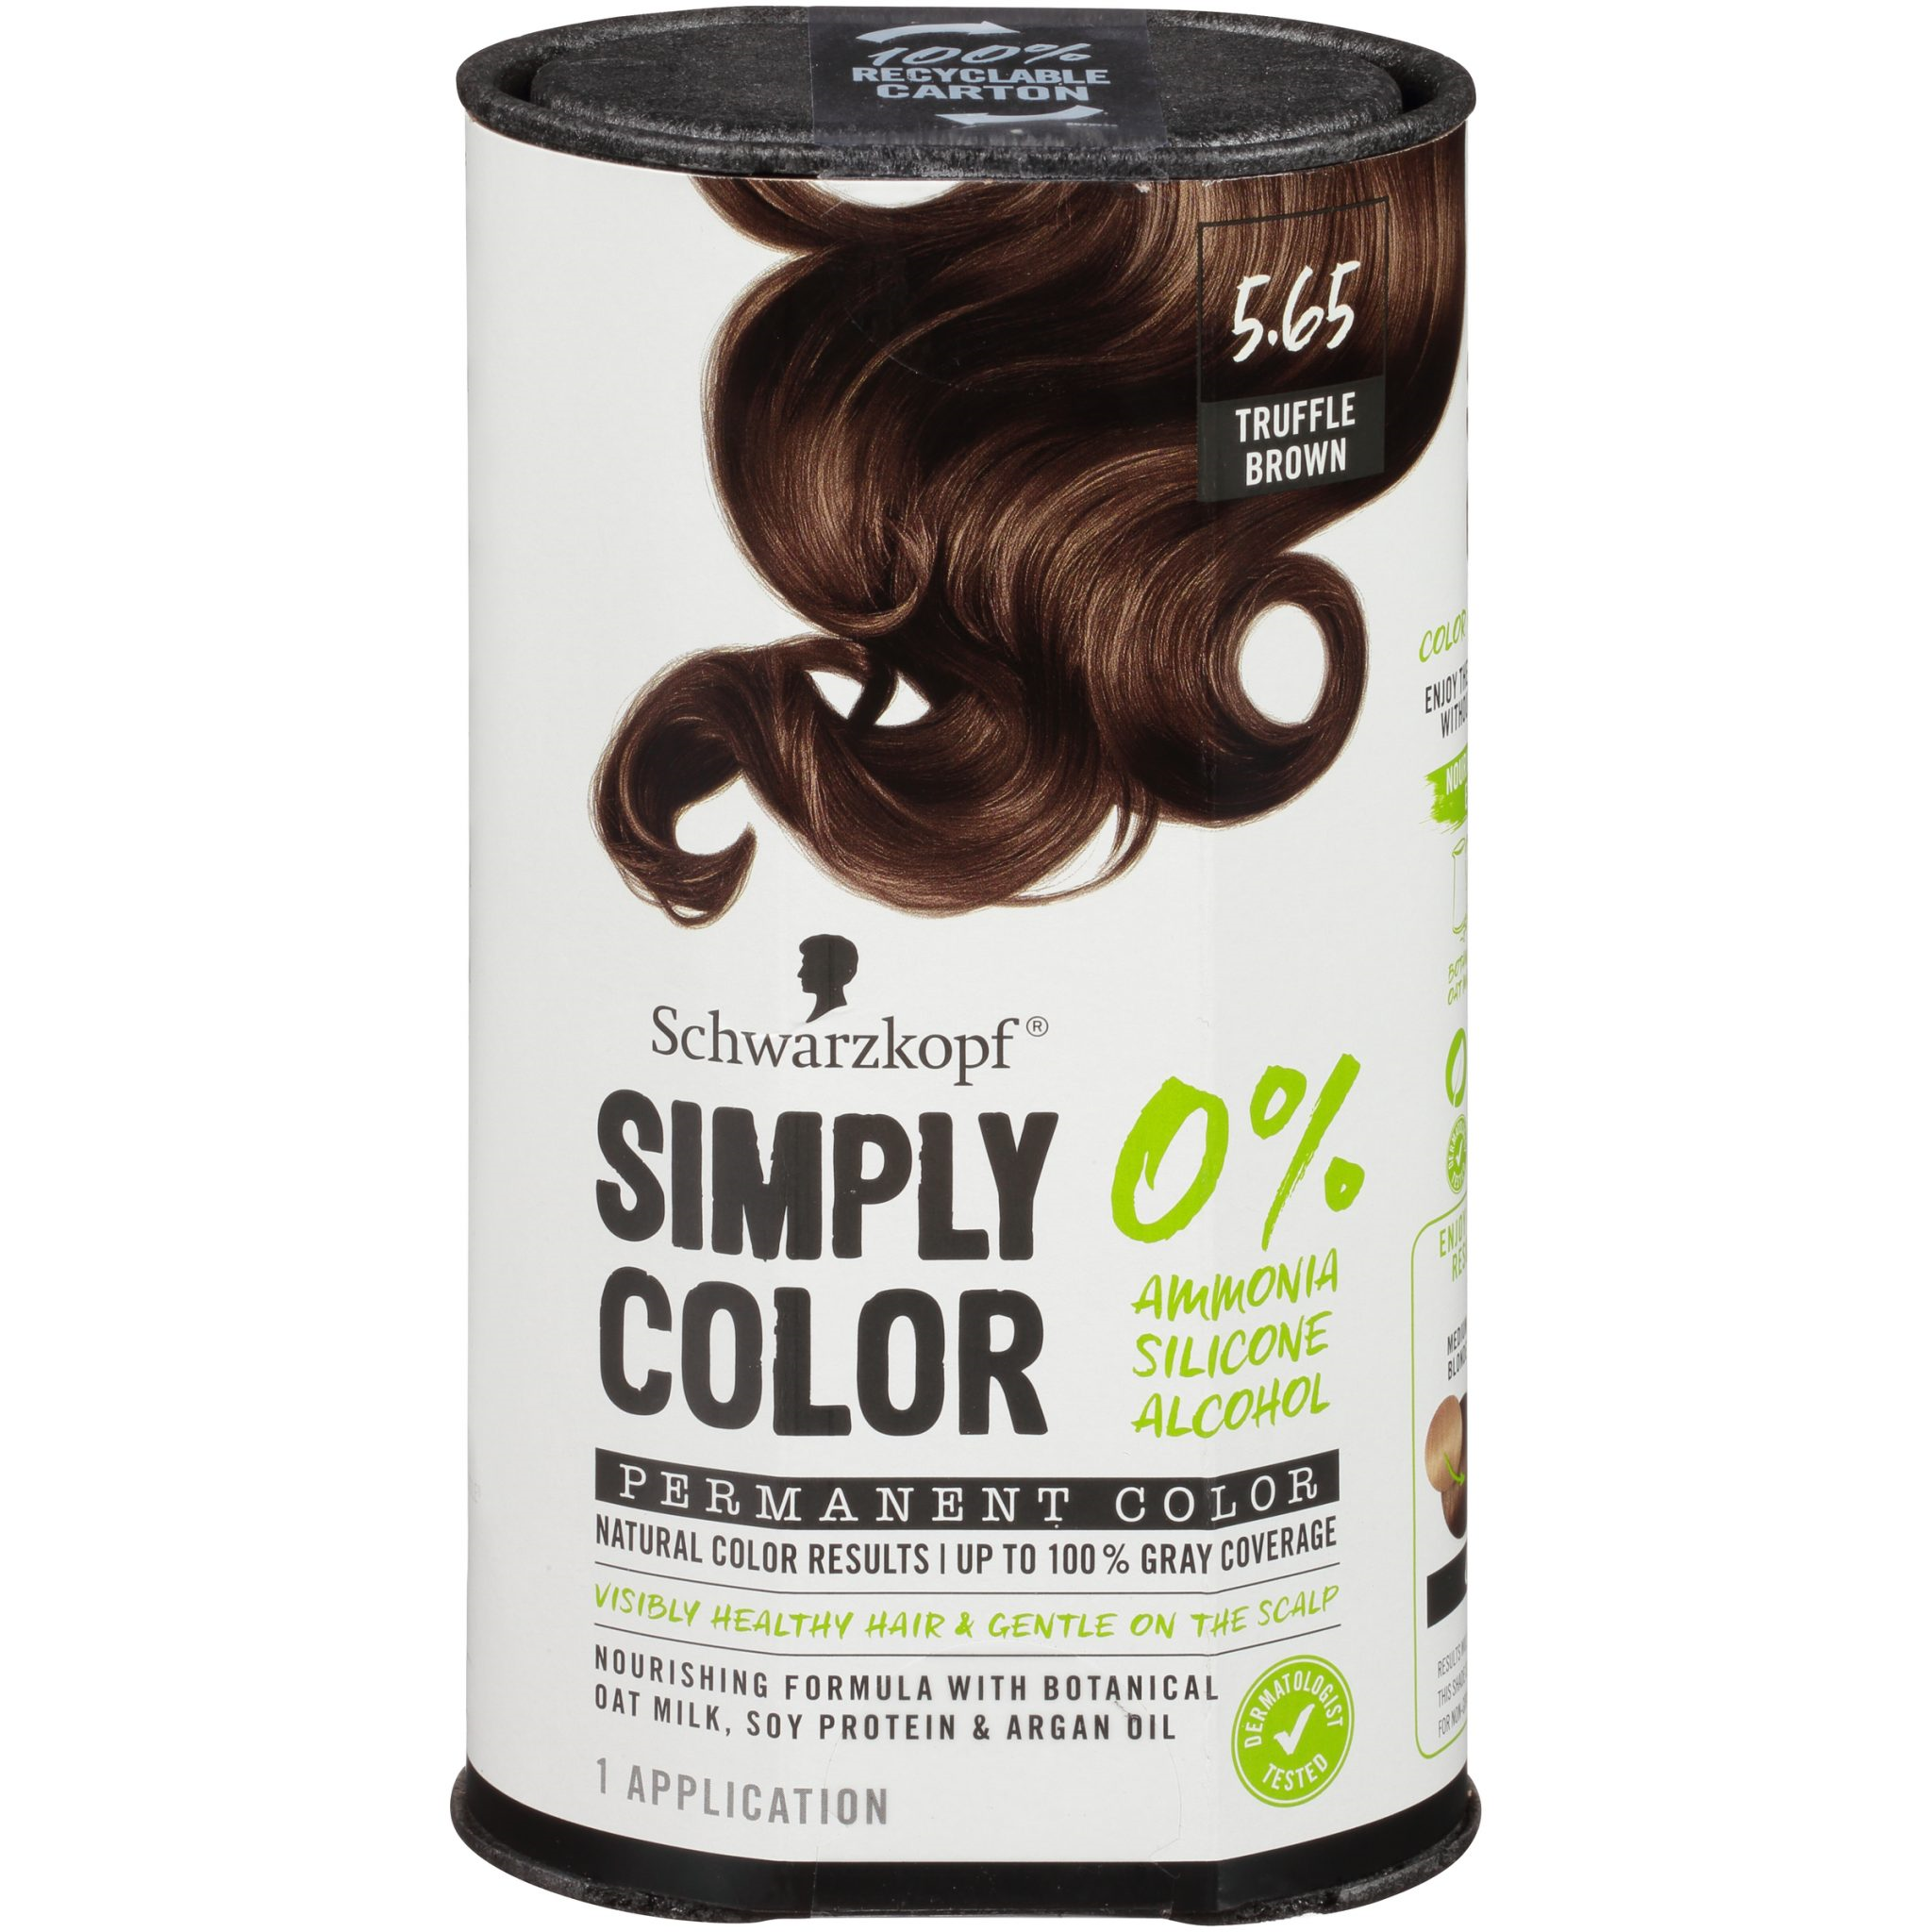 100%
RECYCLABLE
CARTON
5.65
TRUFFLE
BROWN
Schwarzkopf®
SIMPLY
COLOR
0%
AMMONIA
SILICONE
ALCOHOL
PERMANENT COLOR
NATURAL COLOR RESULTS | UP TO 100% GRAY COVERAGE
VISIBLY HEALTHY HAIR & GENTLE ON THE SCALP
NOURISHING FORMULA WITH BOTANICAL
OAT MILK, SOY PROTEIN & ARGAN OIL
DERMATOLOGIST
TESTED
1 APPLICATION
COLOR
ENJOY